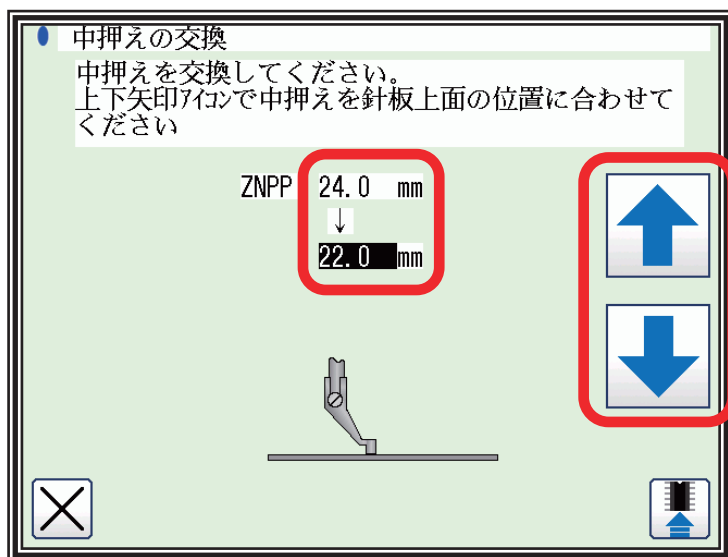 中押えの交換
中押えを交換してください。
上下矢印ｱｲｺﾝで中押えを針板上面の位置に合わせて
ください
ZNPP 24.0 mm
↓
22.0 mm